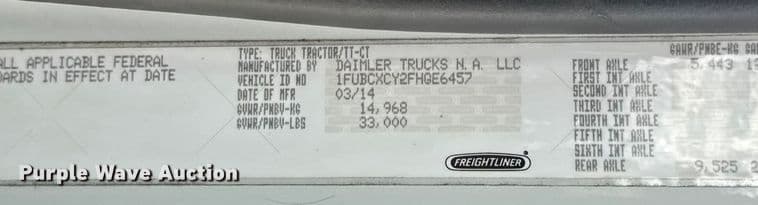 ALL APPLICABLE FEDERAL
ARDS IN EFFECT AT DATE
TYPE: TRUCK TRACTOR/TT-CT
MANUFACTURED BY DAIMLER TRUCKS N.A. LLC
VEHICLE ID NO 1FUBCXCY2FHGE6457
DATE OF MFR 03/14
GVWR/PNBV-KG 14,968
GVWR/PNBV-LBS 33,000
FREIGHTLINER
GAWR/PNBE-KG GA
FRONT AXLE 5,443
FIRST INT AXLE
SECOND INT AXLE
THIRD INT AXLE
FOURTH INT AXLE
FIFTH INT AXLE
SIXTH INT AXLE
REAR AXLE 9,525 2
Purple Wave Auction